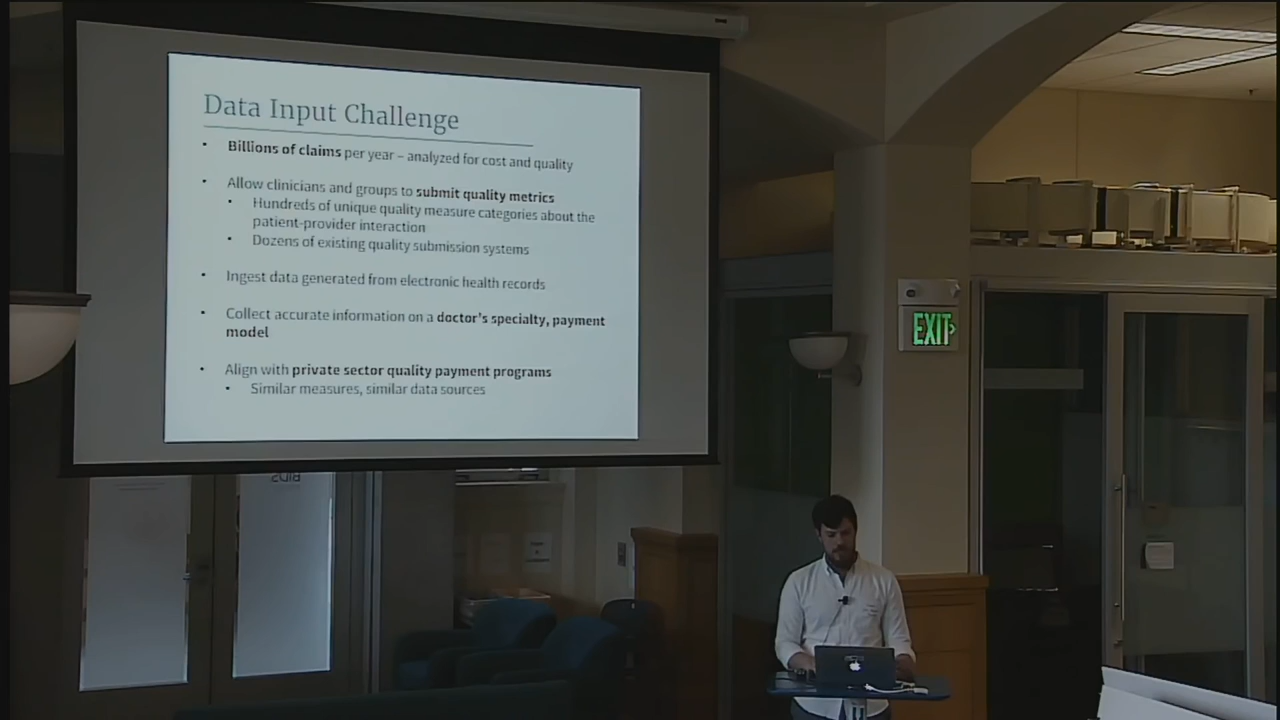 Data Input Challenge
• Billions of claims per year – analyzed for cost and quality
• Allow clinicians and groups to submit quality metrics
• Hundreds of unique quality measure categories about the
patient-provider interaction
• Dozens of existing quality submission systems
• Ingest data generated from electronic health records
• Collect accurate information on a doctor's specialty, payment
model
• Align with private sector quality payment programs
• Similar measures, similar data sources
EXIT
BIDS